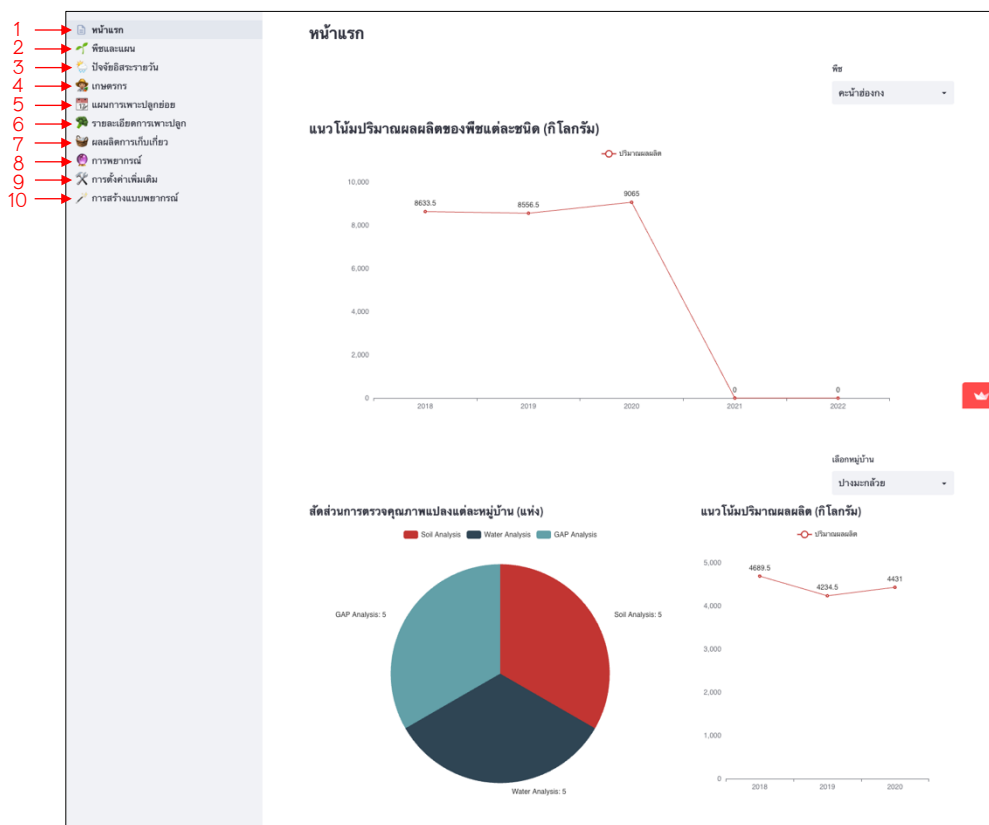 1 หน้าแรก
2 พืชและแผน
3 ปัจจัยอิสระรายวัน
4 เกษตรกร
5 แผนการเพาะปลูกย่อย
6 รายละเอียดการเพาะปลูก
7 ผลผลิตการเก็บเกี่ยว
8 การพยากรณ์
9 การตั้งค่าเพิ่มเติม
10 การสร้างแบบพยากรณ์
หน้าแรก
พืช
คะน้าฮ่องกง
แนวโน้มปริมาณผลผลิตของพืชแต่ละชนิด (กิโลกรัม)
ปริมาณผลผลิต
10,000
8633.5 8556.5 9065
8,000
6,000
4,000
2,000
0 0 0
2018 2019 2020 2021 2022
เลือกหมู่บ้าน
ปางมะกล้วย
สัดส่วนการตรวจคุณภาพแปลงแต่ละหมู่บ้าน (แห่ง)
Soil Analysis Water Analysis GAP Analysis
GAP Analysis: 5 Soil Analysis: 5
Water Analysis: 5
แนวโน้มปริมาณผลผลิต (กิโลกรัม)
ปริมาณผลผลิต
5,000
4689.5 4234.5 4431
4,000
3,000
2,000
1,000
0
2018 2019 2020